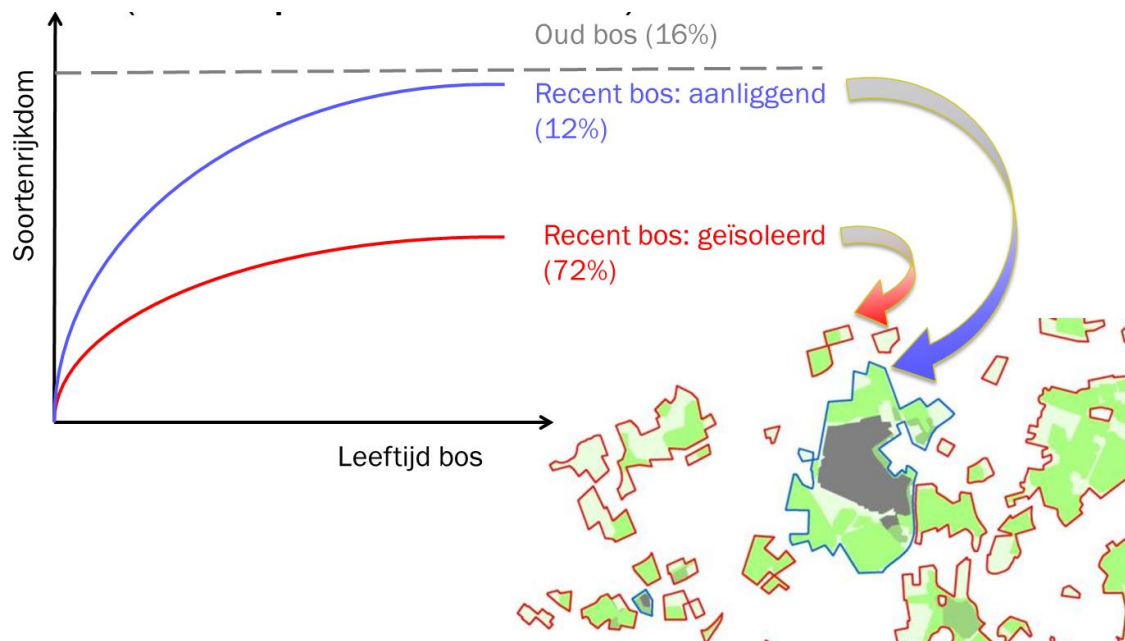 Oud bos (16%)
Recent bos: aanliggend
(12%)
Soortenrijkdom
Recent bos: geïsoleerd
(72%)
Leeftijd bos